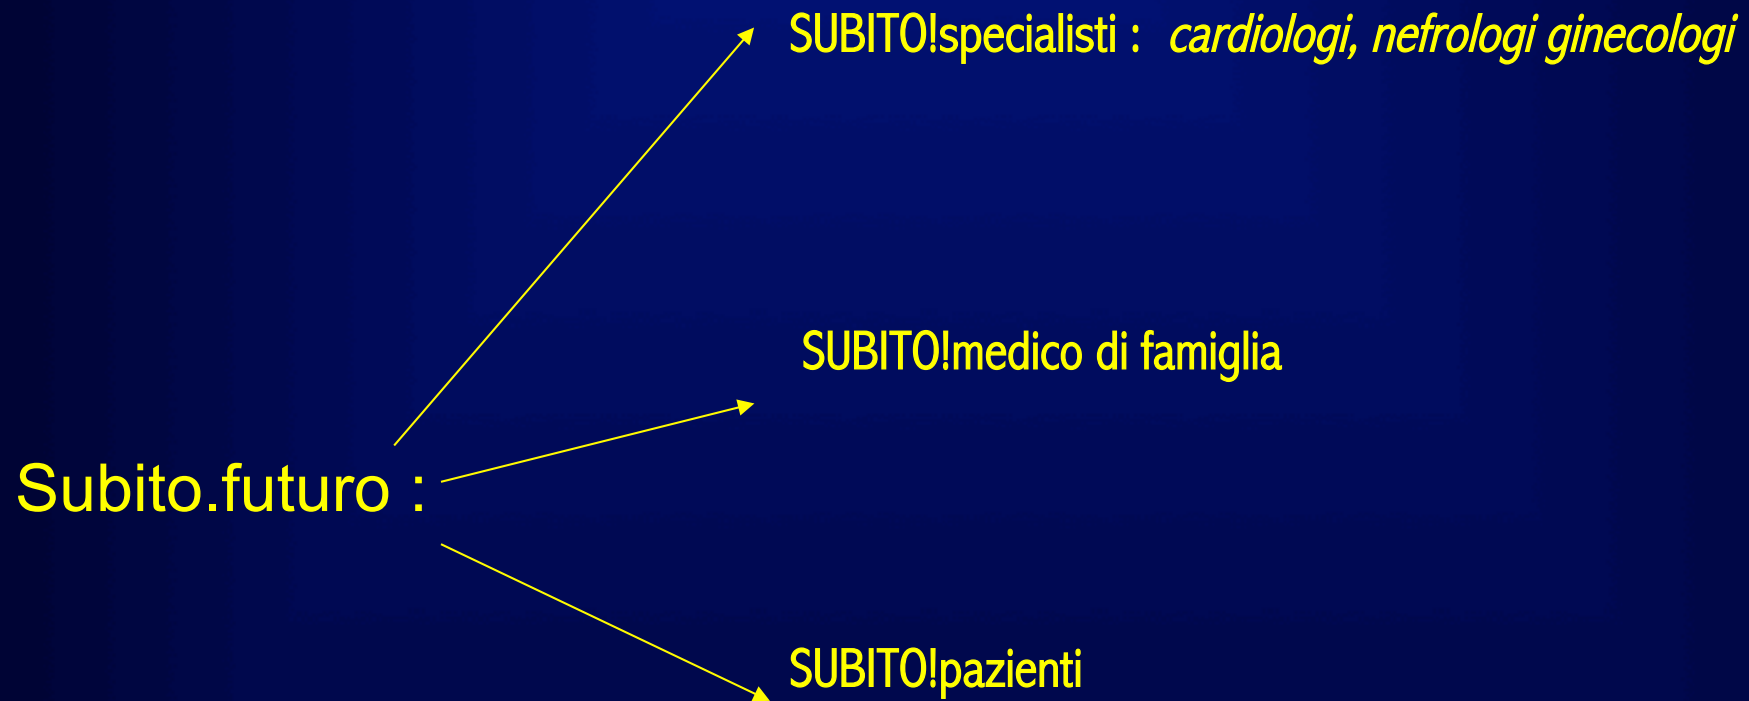 SUBITO!specialisti : cardiologi, nefrologi ginecologi
SUBITO!medico di famiglia
Subito.futuro :
SUBITO!pazienti